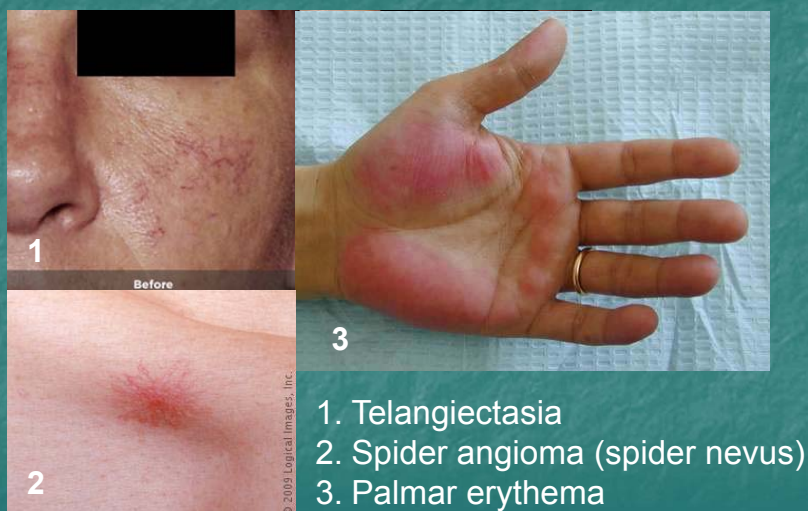 1
Before
2
© 2009 Logical Images, Inc.
3
1. Telangiectasia
2. Spider angioma (spider nevus)
3. Palmar erythema